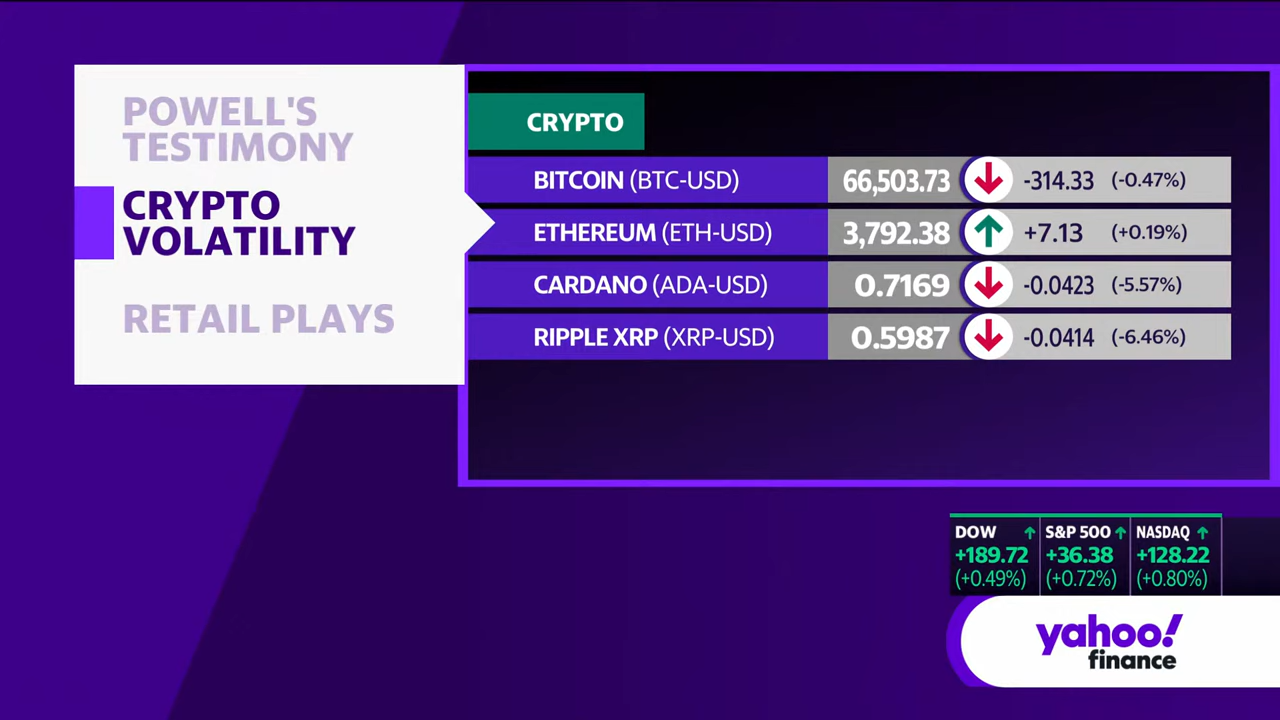 POWELL'S
TESTIMONY
CRYPTO
VOLATILITY
RETAIL PLAYS
CRYPTO
BITCOIN (BTC-USD) 66,503.73 -314.33 (-0.47%)
ETHEREUM (ETH-USD) 3,792.38 +7.13 (+0.19%)
CARDANO (ADA-USD) 0.7169 -0.0423 (-5.57%)
RIPPLE XRP (XRP-USD) 0.5987 -0.0414 (-6.46%)
DOW S&P 500 NASDAQ
+189.72 +36.38 +128.22
(+0.49%) (+0.72%) (+0.80%)
yahoo!
finance